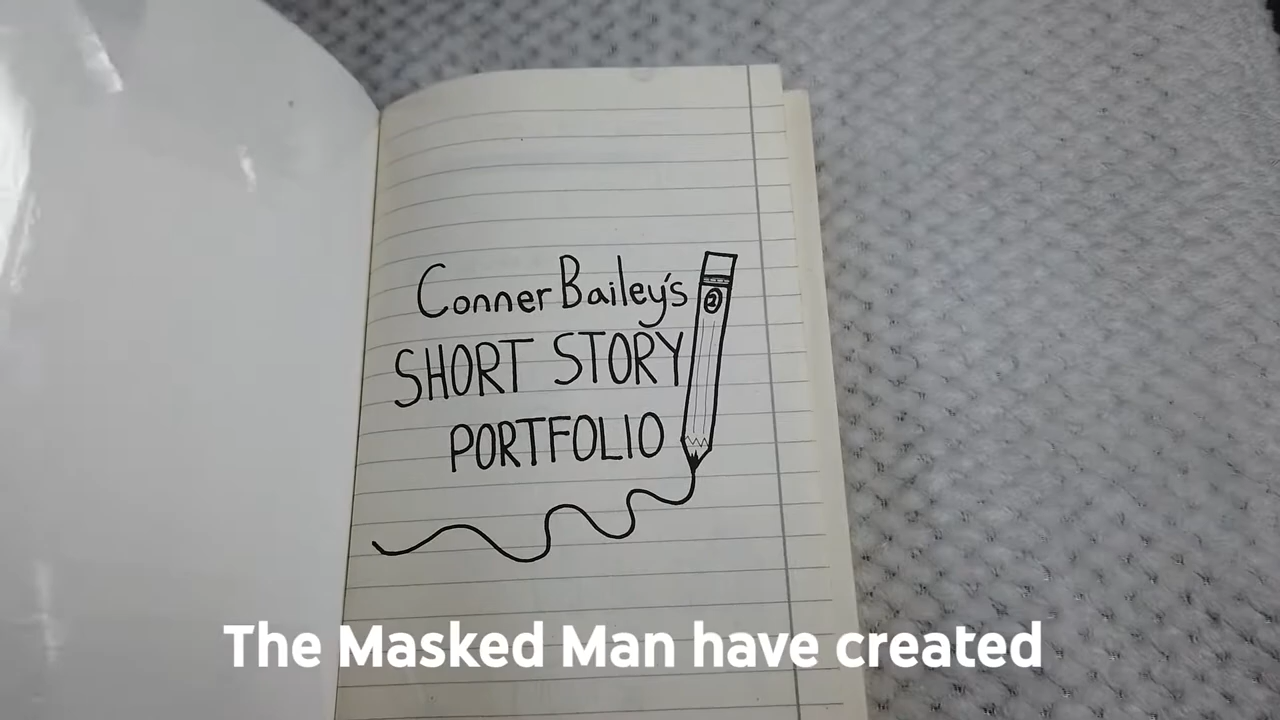 Conner Bailey's
SHORT STORY
PORTFOLIO
2
The Masked Man have created